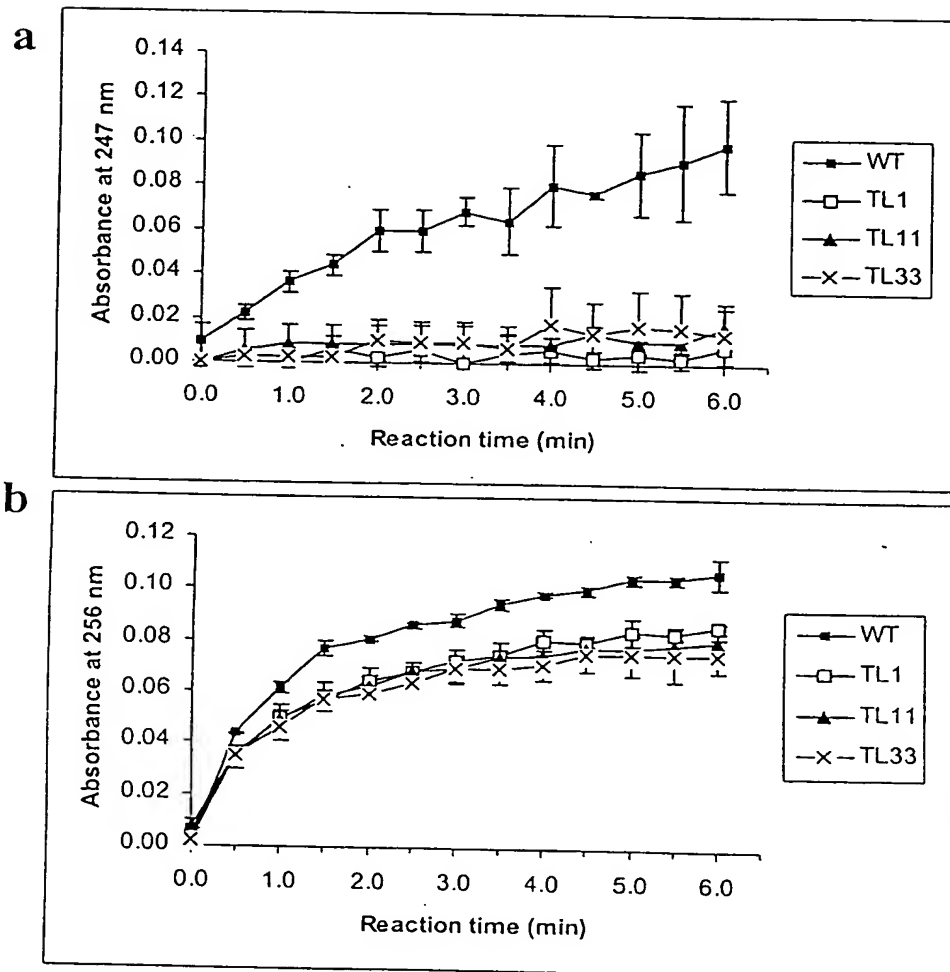 a
0.14
0.12
0.10
0.08
0.06
0.04
0.02
0.00
Absorbance at 247 nm
0.0 1.0 2.0 3.0 4.0 5.0 6.0
Reaction time (min)
WT
TL1
TL11
TL33
b
0.12
0.10
0.08
0.06
0.04
0.02
0.00
Absorbance at 256 nm
0.0 1.0 2.0 3.0 4.0 5.0 6.0
Reaction time (min)
WT
TL1
TL11
TL33